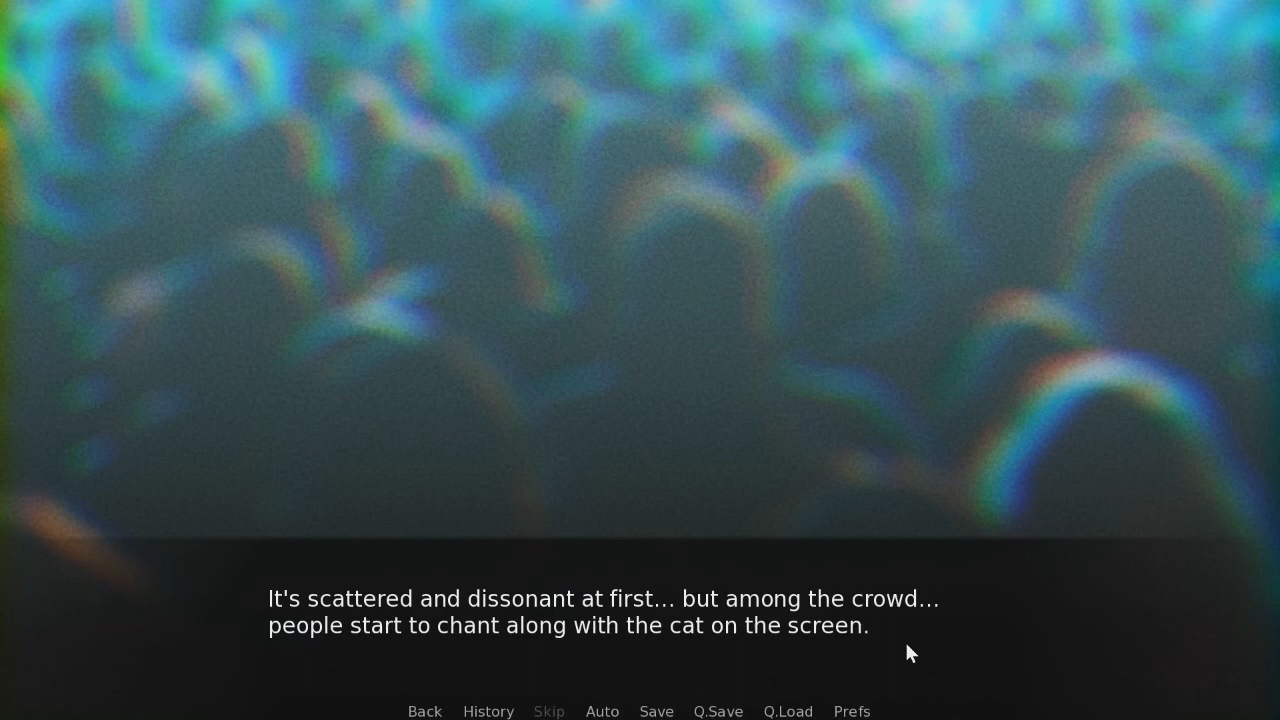 It's scattered and dissonant at first... but among the crowd...
people start to chant along with the cat on the screen.
Back History Skip Auto Save Q.Save Q.Load Prefs